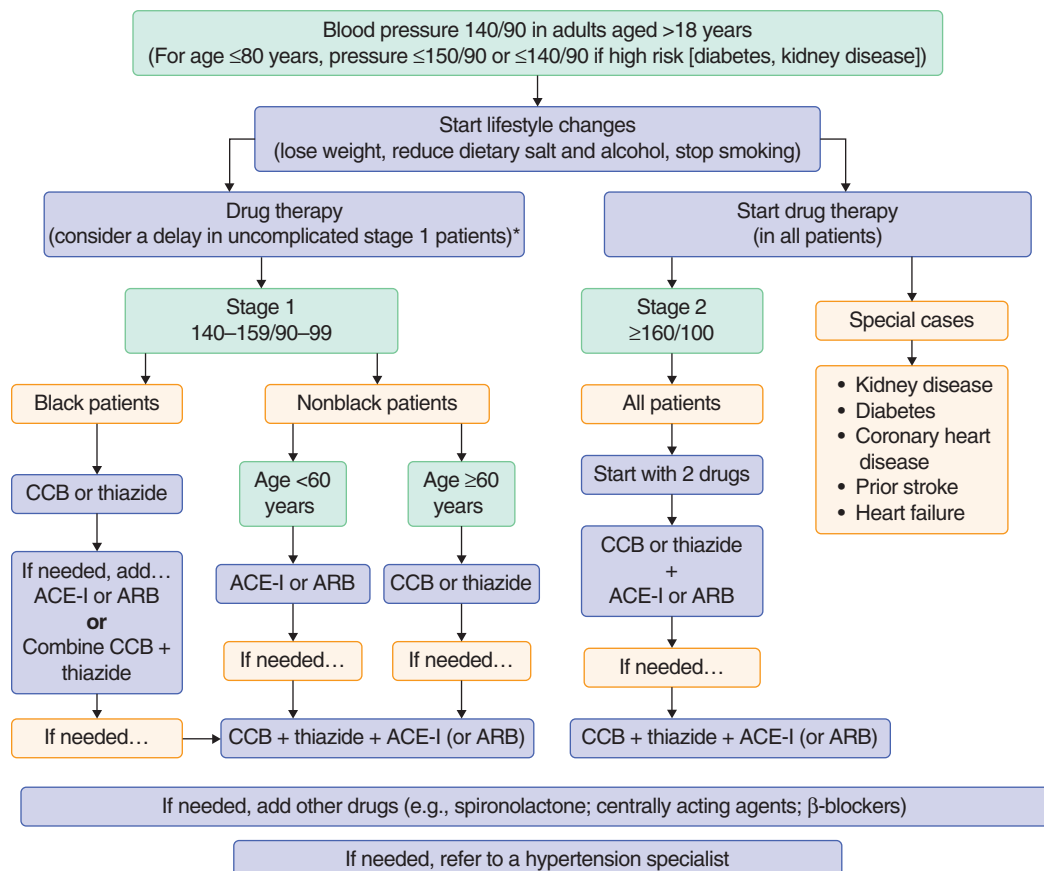 Blood pressure 140/90 in adults aged >18 years
(For age ≤80 years, pressure ≤150/90 or ≤140/90 if high risk [diabetes, kidney disease])
Start lifestyle changes
(lose weight, reduce dietary salt and alcohol, stop smoking)
Drug therapy
(consider a delay in uncomplicated stage 1 patients)*
Start drug therapy
(in all patients)
Stage 1
140–159/90–99
Stage 2
≥160/100
Special cases
Black patients
Nonblack patients
All patients
• Kidney disease
• Diabetes
• Coronary heart
disease
• Prior stroke
• Heart failure
CCB or thiazide
Age <60
years
Age ≥60
years
Start with 2 drugs
If needed, add…
ACE-I or ARB
or
Combine CCB +
thiazide
ACE-I or ARB
CCB or thiazide
CCB or thiazide
+
ACE-I or ARB
If needed…
If needed…
If needed…
If needed…
CCB + thiazide + ACE-I (or ARB)
CCB + thiazide + ACE-I (or ARB)
If needed, add other drugs (e.g., spironolactone; centrally acting agents; β-blockers)
If needed, refer to a hypertension specialist